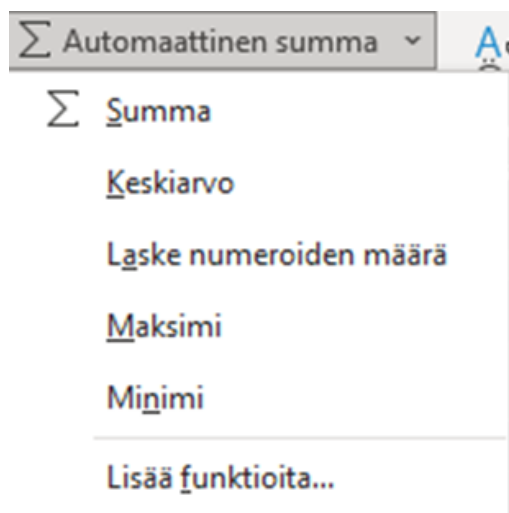 ∑ Automaattinen summa
∑ Summa
Keskiarvo
Laske numeroiden määrä
Maksimi
Minimi
Lisää funktioita...